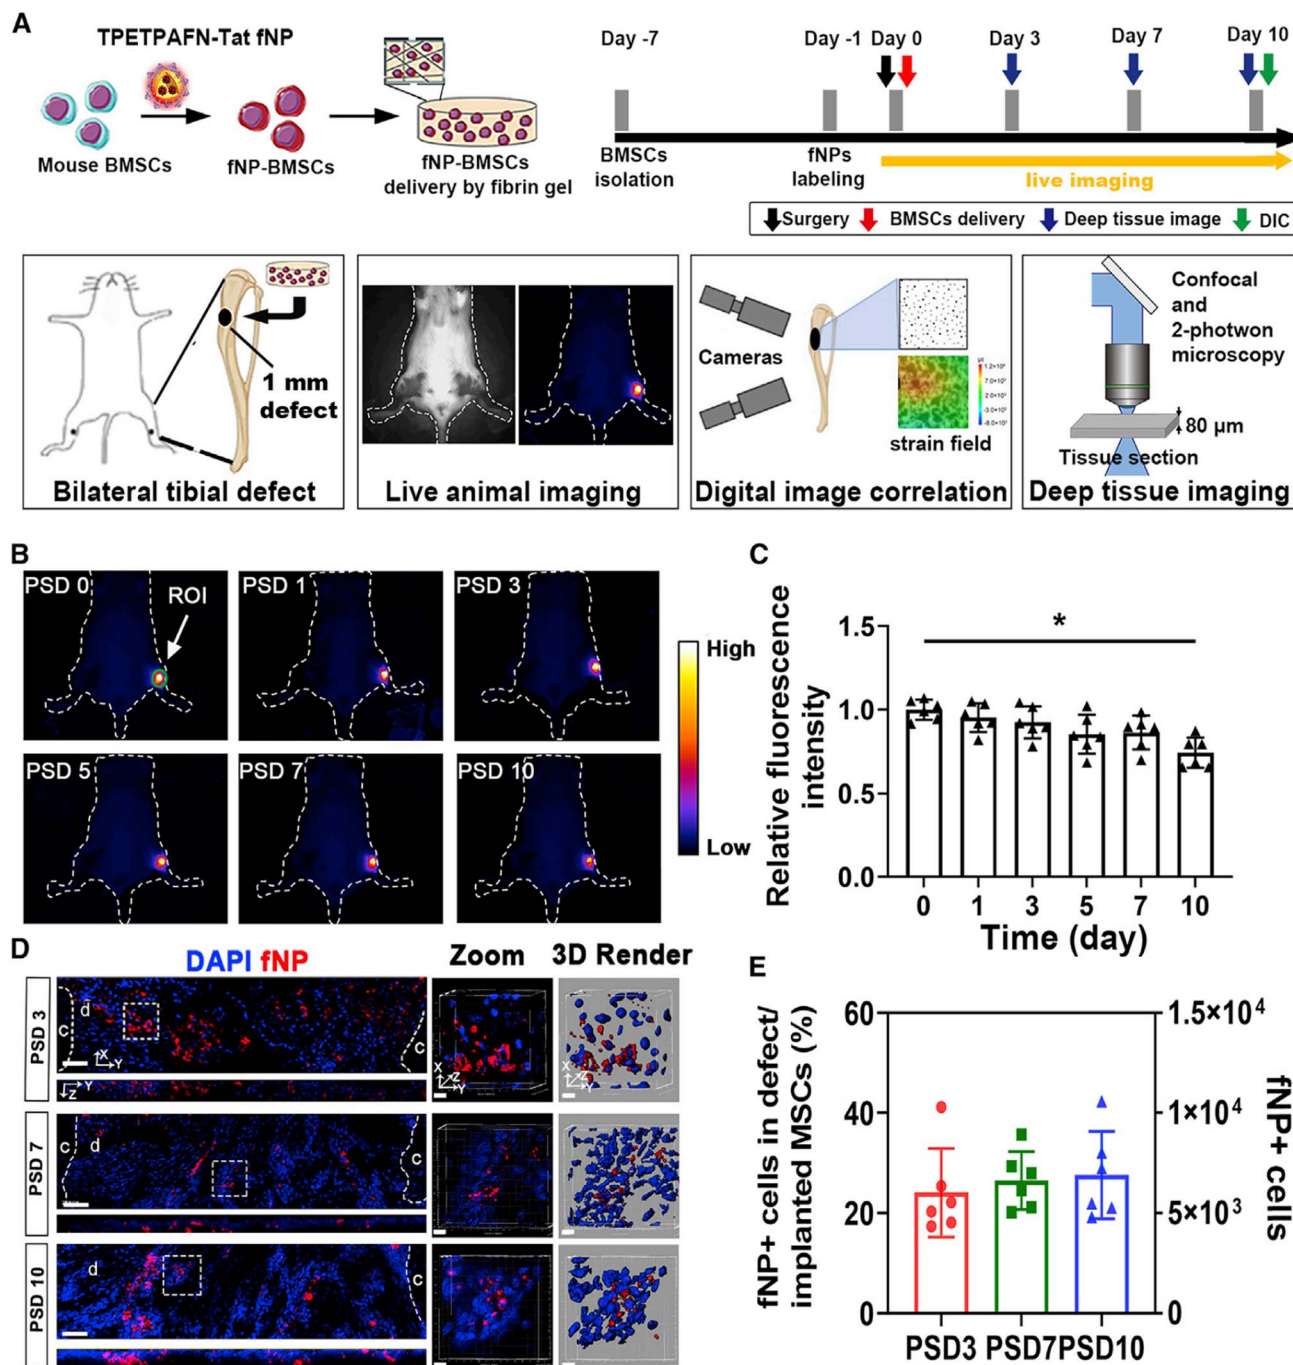 A
TPETPAFN-Tat fNP
Mouse BMSCs
fNP-BMSCs
fNP-BMSCs
delivery by fibrin gel
Day -7
Day -1
Day 0
Day 3
Day 7
Day 10
BMSCs
isolation
fNPs
labeling
live imaging
Surgery
BMSCs delivery
Deep tissue image
DIC
1 mm
defect
Bilateral tibial defect
Live animal imaging
Cameras
strain field
Digital image correlation
Confocal
and
2-photwon
microscopy
80 µm
Tissue section
Deep tissue imaging
B
PSD 0
ROI
PSD 1
PSD 3
PSD 5
PSD 7
PSD 10
High
Low
C
Relative fluorescence
intensity
1.5
1.0
0.5
0.0
*
0
1
3
5
7
10
Time (day)
D
DAPI fNP
Zoom
3D Render
PSD 3
c
d
c
X
Y
Y
Z
X
Z
Y
X
Z
Y
PSD 7
c
d
c
PSD 10
d
c
E
fNP+ cells in defect/
implanted MSCs (%)
60
40
20
0
1.5×10⁴
1×10⁴
5×10³
0
fNP+ cells
PSD3
PSD7
PSD10